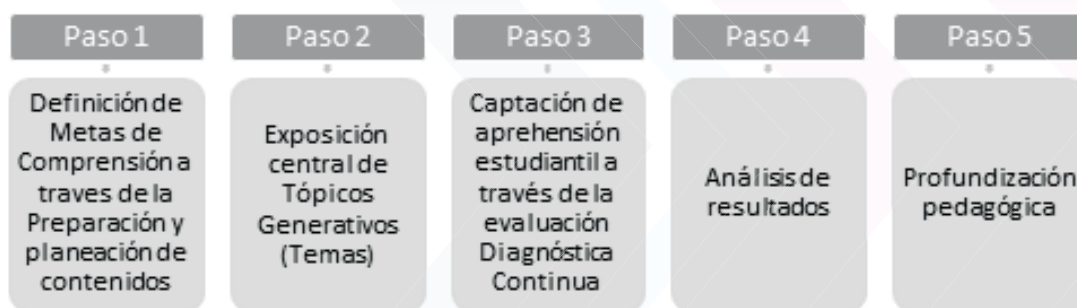 Paso 1
Definición de
Metas de
Comprensión a
traves de la
Preparación y
planeación de
contenidos
Paso 2
Exposición
central de
Tópicos
Generativos
(Temas)
Paso 3
Captación de
aprehensión
estudiantil a
través de la
evaluación
Diagnóstica
Continua
Paso 4
Análisis de
resultados
Paso 5
Profundización
pedagógica